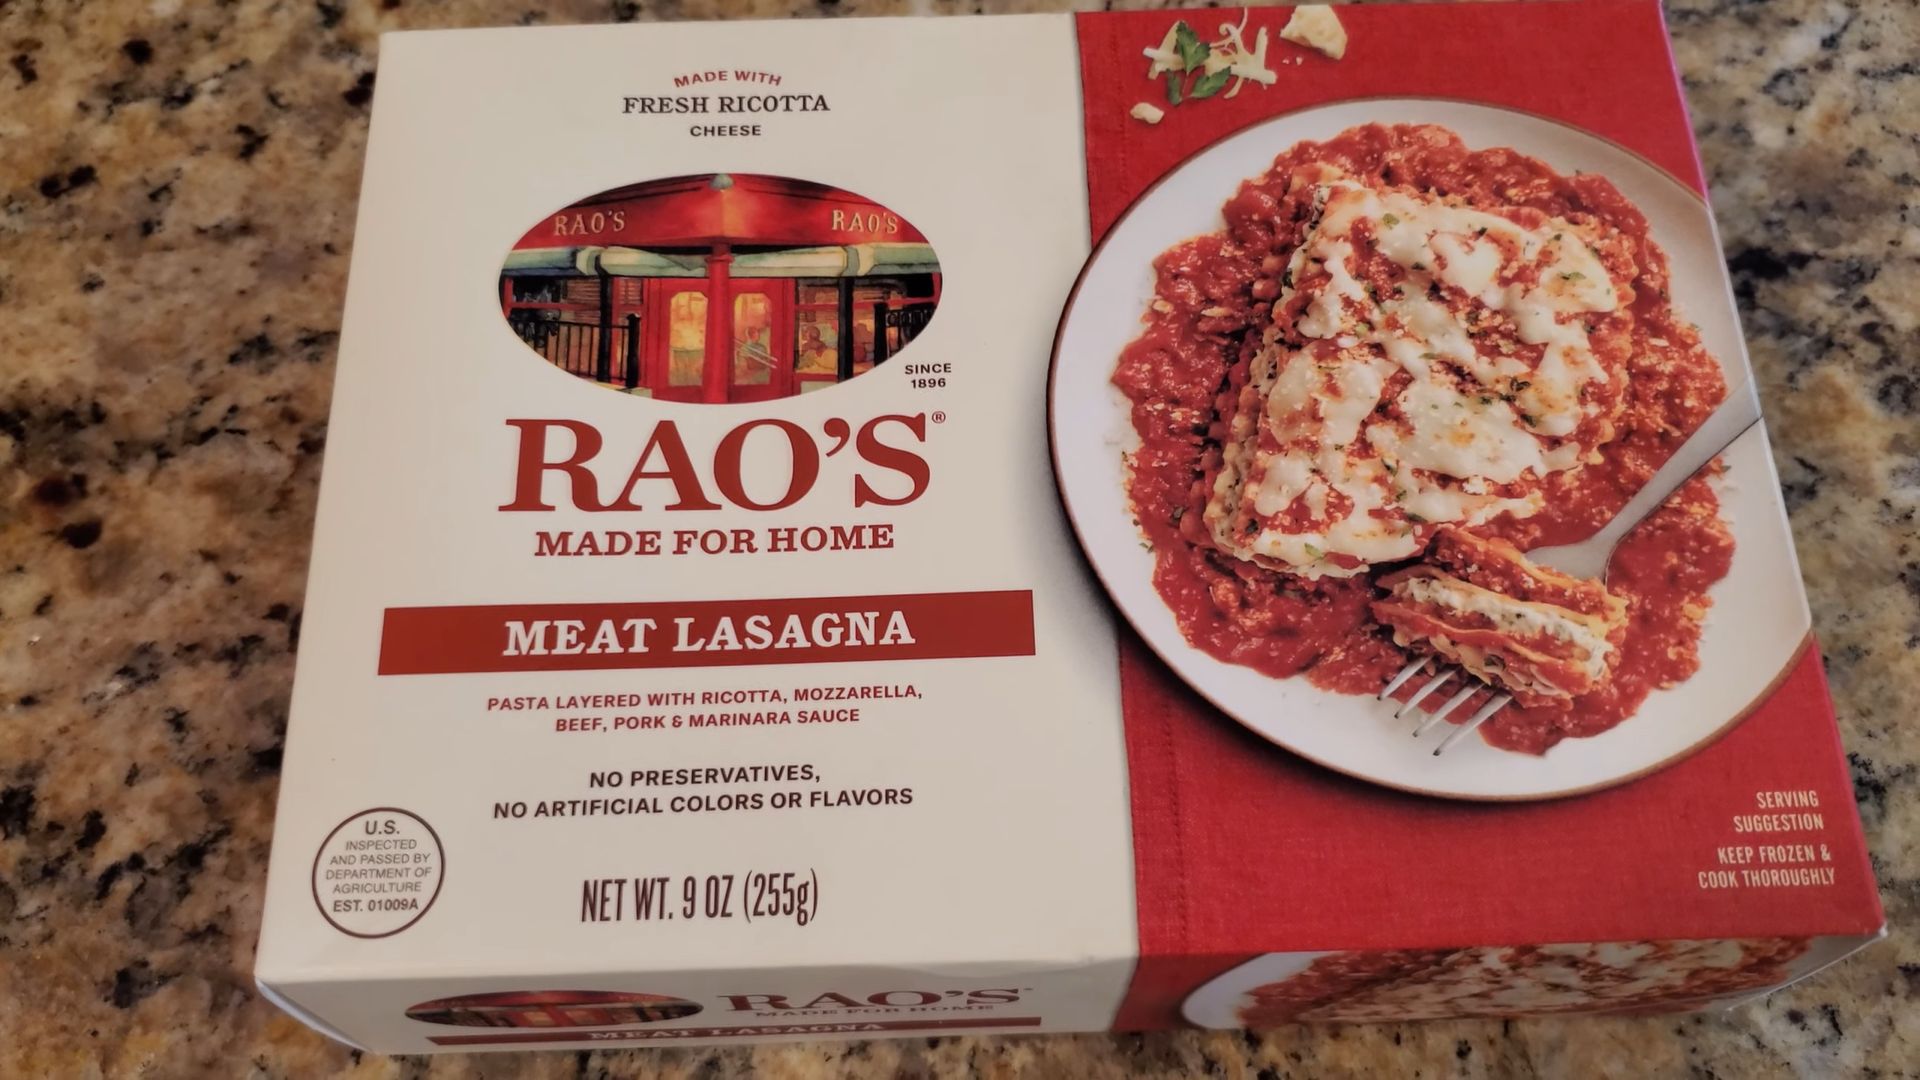 MADE WITH
FRESH RICOTTA
CHEESE
RAO'S RAO'S
SINCE
1896
RAO'S®
MADE FOR HOME
MEAT LASAGNA
PASTA LAYERED WITH RICOTTA, MOZZARELLA,
BEEF, PORK & MARINARA SAUCE
NO PRESERVATIVES,
NO ARTIFICIAL COLORS OR FLAVORS
U.S.
INSPECTED
AND PASSED BY
DEPARTMENT OF
AGRICULTURE
EST. 01009A
NET WT. 9 OZ (255g)
SERVING
SUGGESTION
KEEP FROZEN &
COOK THOROUGHLY
RAO'S
MADE FOR HOME
MEAT LASAGNA